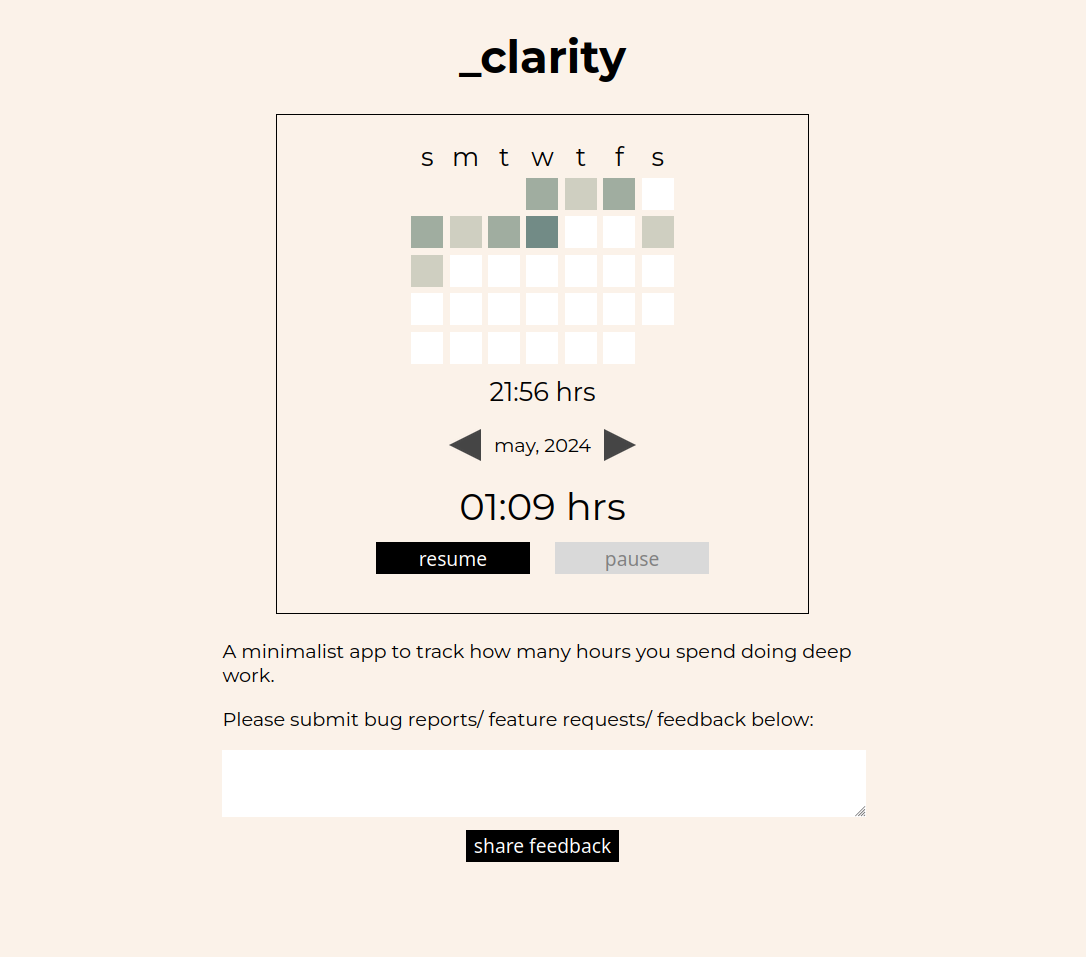 _clarity
s m t w t f s
21:56 hrs
may, 2024
01:09 hrs
resume pause
A minimalist app to track how many hours you spend doing deep
work.
Please submit bug reports/ feature requests/ feedback below:
share feedback